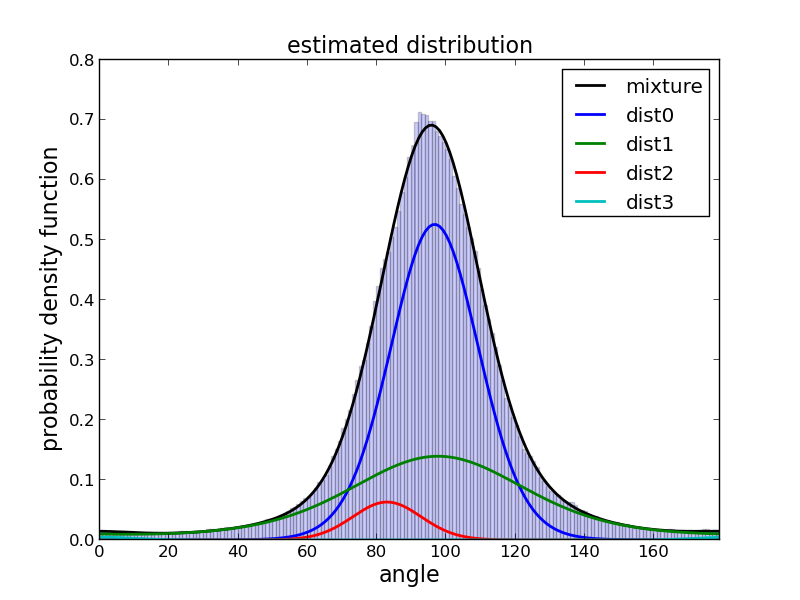 estimated distribution
0.8
0.7
0.6
0.5
0.4
0.3
0.2
0.1
0.0
probability density function
mixture
dist0
dist1
dist2
dist3
0 20 40 60 80 100 120 140 160
angle